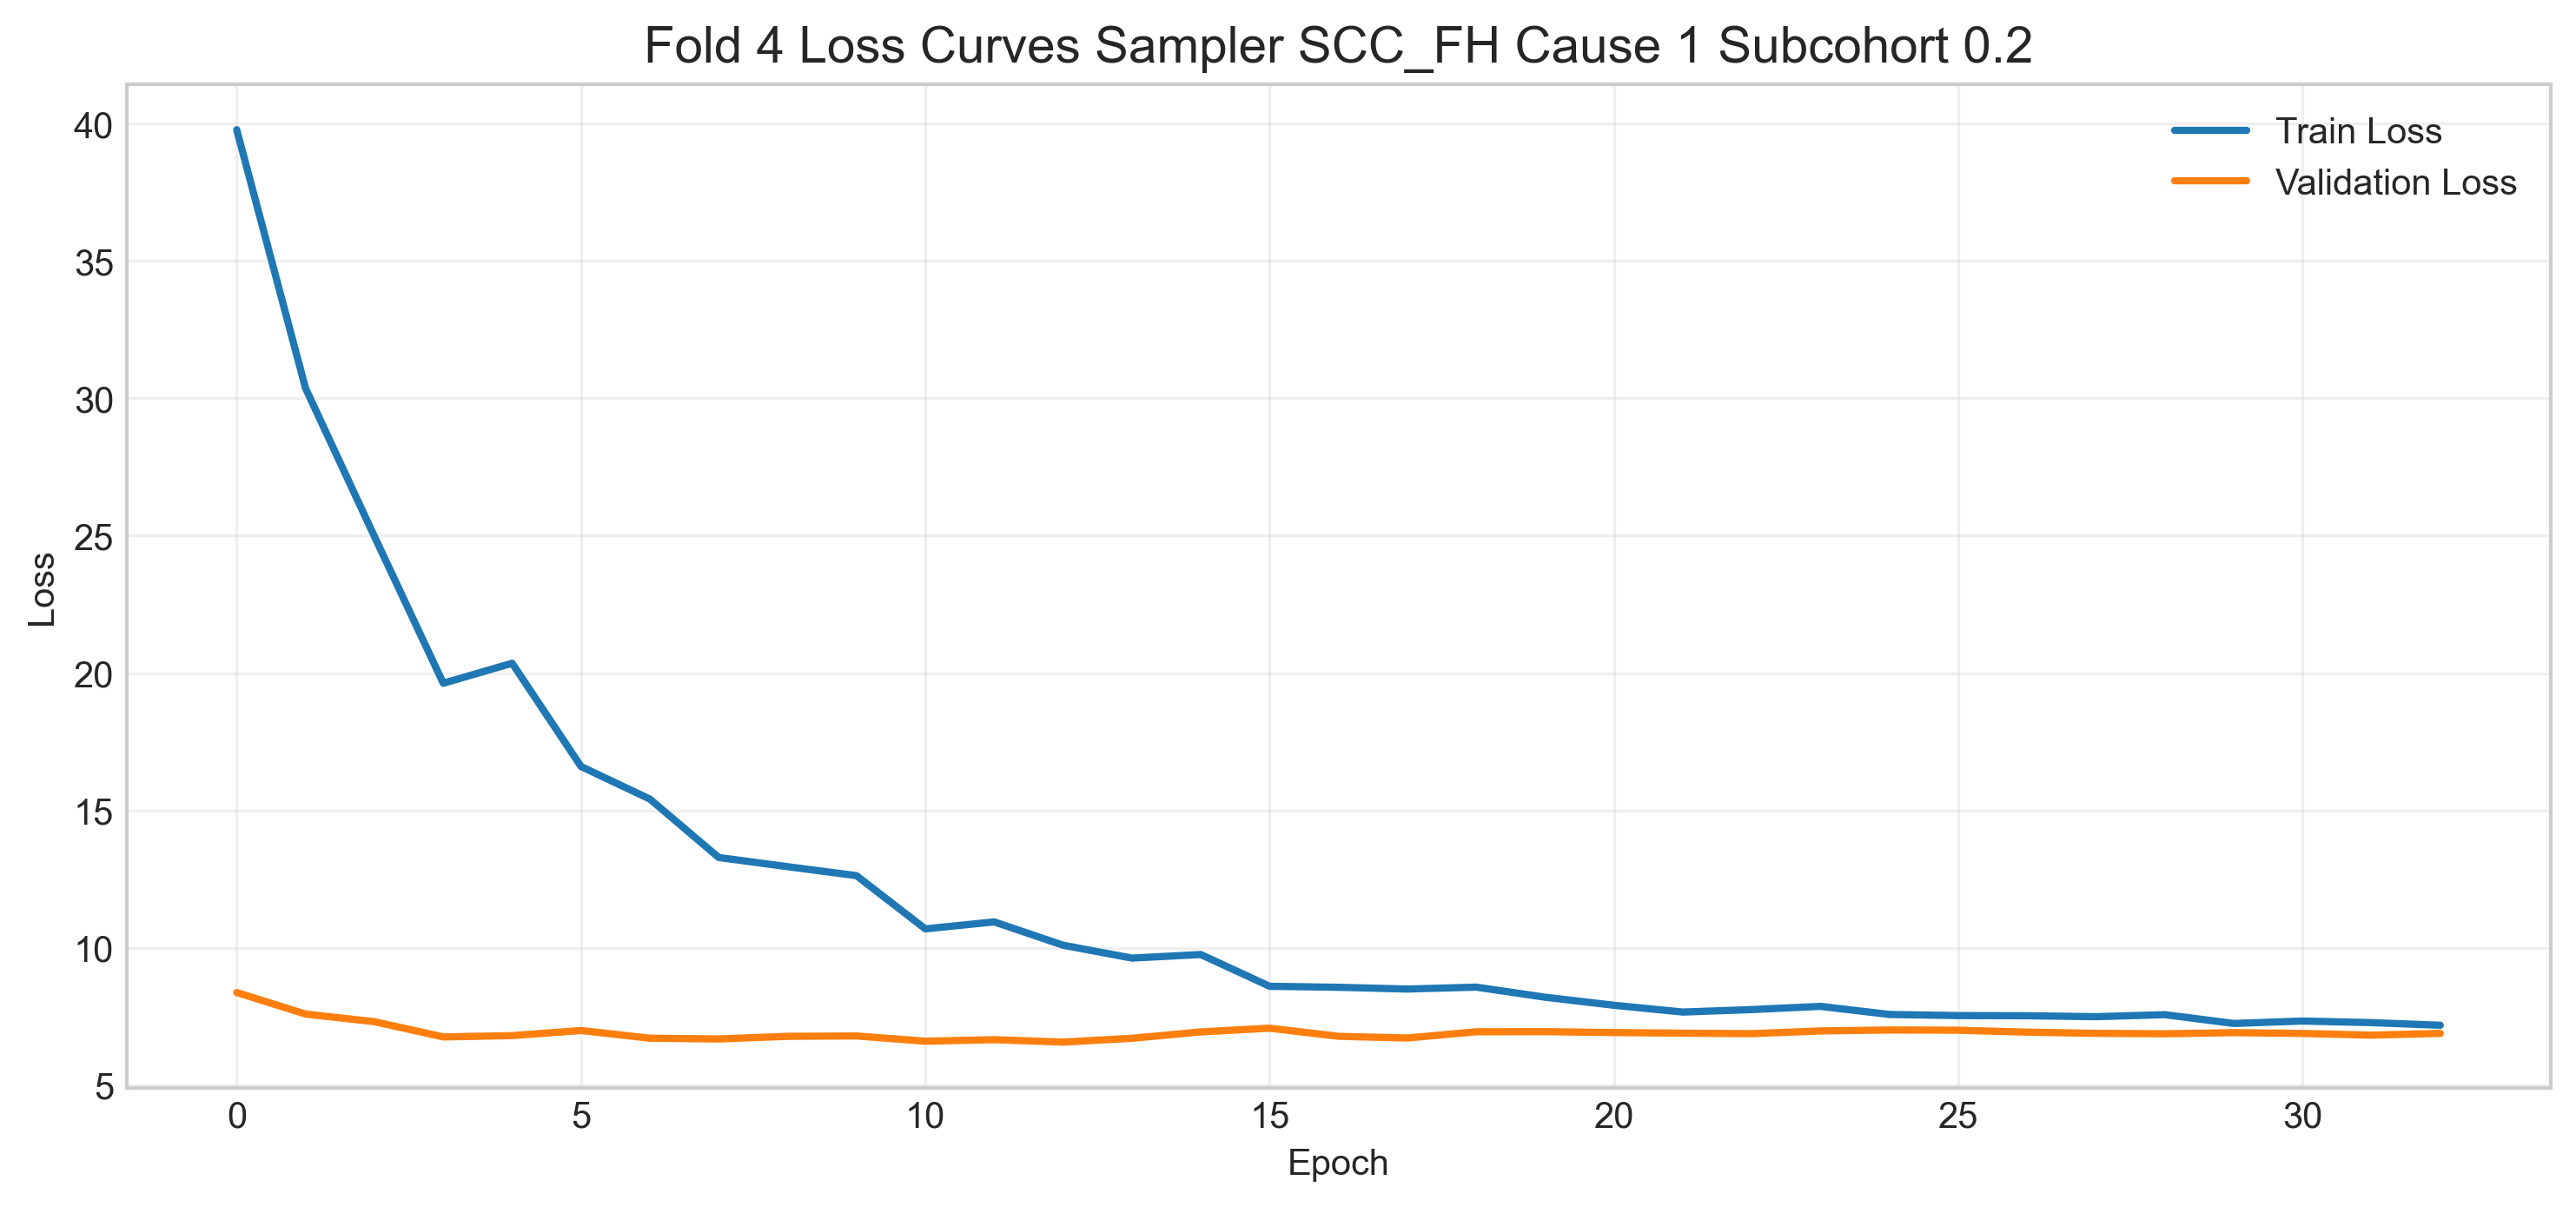 Fold 4 Loss Curves Sampler SCC_FH Cause 1 Subcohort 0.2
Train Loss
Validation Loss
Loss
40
35
30
25
20
15
10
5
0 5 10 15 20 25 30
Epoch